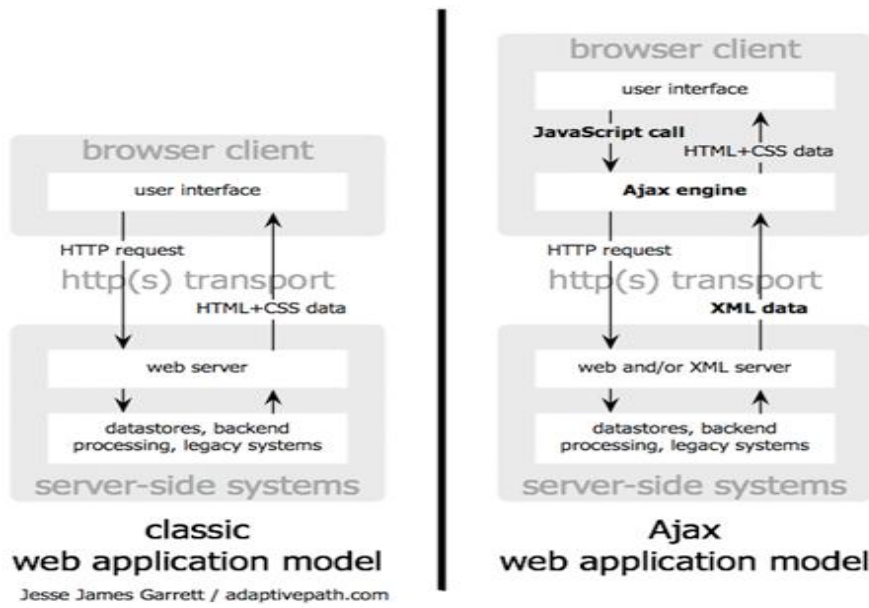 browser client
user interface
HTTP request
http(s) transport
HTML+CSS data
web server
datastores, backend
processing, legacy systems
server-side systems
classic
web application model
Jesse James Garrett / adaptivepath.com
browser client
user interface
JavaScript call
HTML+CSS data
Ajax engine
HTTP request
http(s) transport
XML data
web and/or XML server
datastores, backend
processing, legacy systems
server-side systems
Ajax
web application model